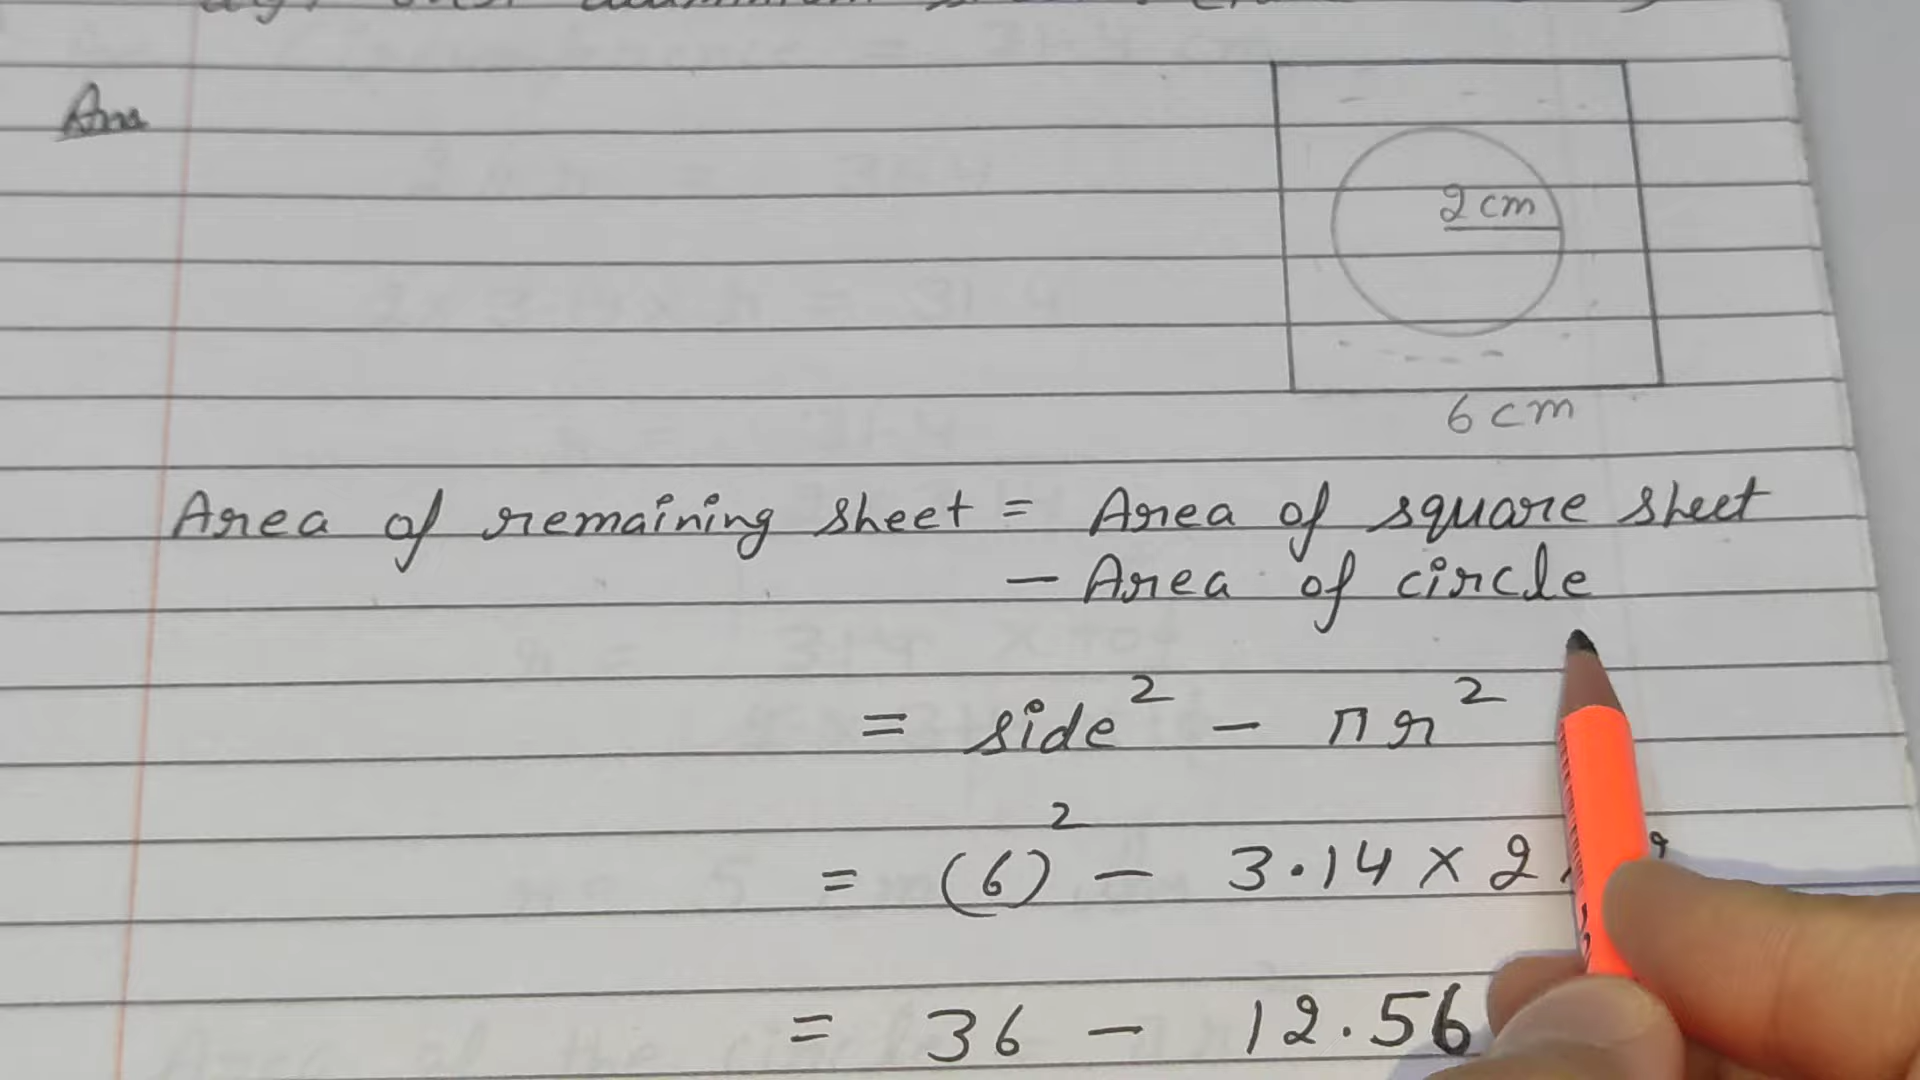 Ans
2 cm
6 cm
Area of remaining sheet = Area of square sheet
— Area of circle
= side² - πr²
= (6)² - 3.14 × 2
= 36 - 12.56